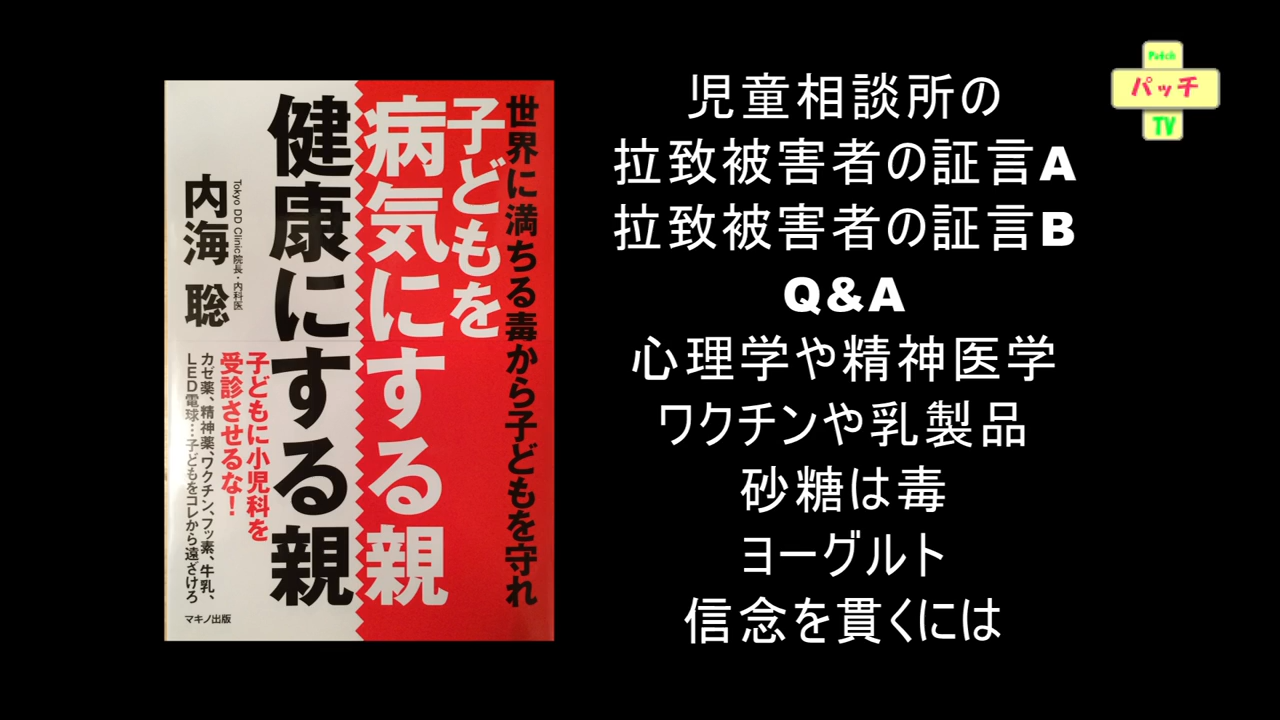 世界に満ちる毒から子どもを守れ
子どもを
病気にする親
健康にする親
Tokyo DD Clinic院長・内科医
内海 聡
子どもに小児科を
受診させるな!
カゼ薬、精神薬、ワクチン、フッ素、牛乳、
LED電球…子どもをコレから遠ざけろ
マキノ出版
児童相談所の
拉致被害者の証言A
拉致被害者の証言B
Q&A
心理学や精神医学
ワクチンや乳製品
砂糖は毒
ヨーグルト
信念を貫くには
Patch
パッチ
TV